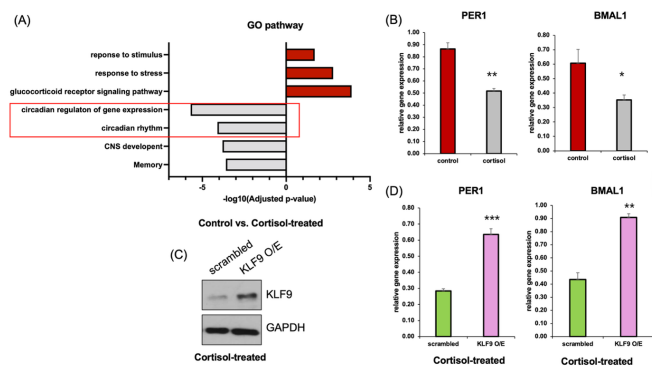 (A)
GO pathway
reponse to stimulus
response to stress
glucocorticoid receptor signaling pathway
circadian regulaton of gene expression
circadian rhythm
CNS developent
Memory
-5 0 5
-log10(Adjusted p-value)
Control vs. Cortisol-treated
(B)
PER1
relative gene expression
1.00
0.90
0.80
0.70
0.60
0.50
0.40
0.30
0.20
0.10
0.00
**
control cortisol
BMAL1
relative gene expression
1.00
0.90
0.80
0.70
0.60
0.50
0.40
0.30
0.20
0.10
0.00
*
control cortisol
(C)
scrambled
KLF9 O/E
KLF9
GAPDH
Cortisol-treated
(D)
PER1
relative gene expression
0.80
0.70
0.60
0.50
0.40
0.30
0.20
0.10
0.00
***
scrambled KLF9 O/E
Cortisol-treated
BMAL1
relative gene expression
1.00
0.90
0.80
0.70
0.60
0.50
0.40
0.30
0.20
0.10
0.00
**
scrambled KLF9 O/E
Cortisol-treated